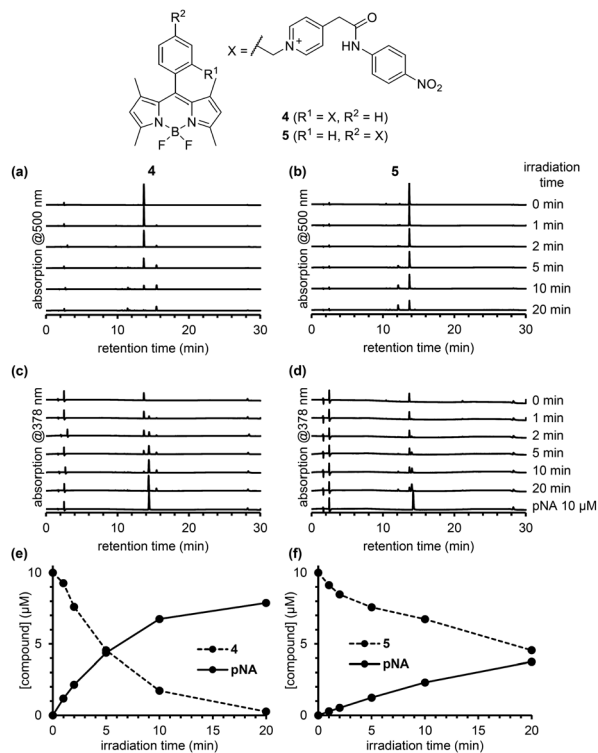 R2
R1
N
N
B
F
F
X =
N
+
O
HN
NO2
4 (R1 = X, R2 = H)
5 (R1 = H, R2 = X)
(a) 4
absorption @500 nm
0 10 20 30
retention time (min)
(b) 5
irradiation time
0 min
1 min
2 min
5 min
10 min
20 min
0 10 20 30
retention time (min)
(c)
absorption @378 nm
0 10 20 30
retention time (min)
(d)
0 min
1 min
2 min
5 min
10 min
20 min
pNA 10 µM
0 10 20 30
retention time (min)
(e)
[compound] (µM)
10
5
0
4
pNA
0 5 10 15 20
irradiation time (min)
(f)
[compound] (µM)
10
5
0
5
pNA
0 5 10 15 20
irradiation time (min)